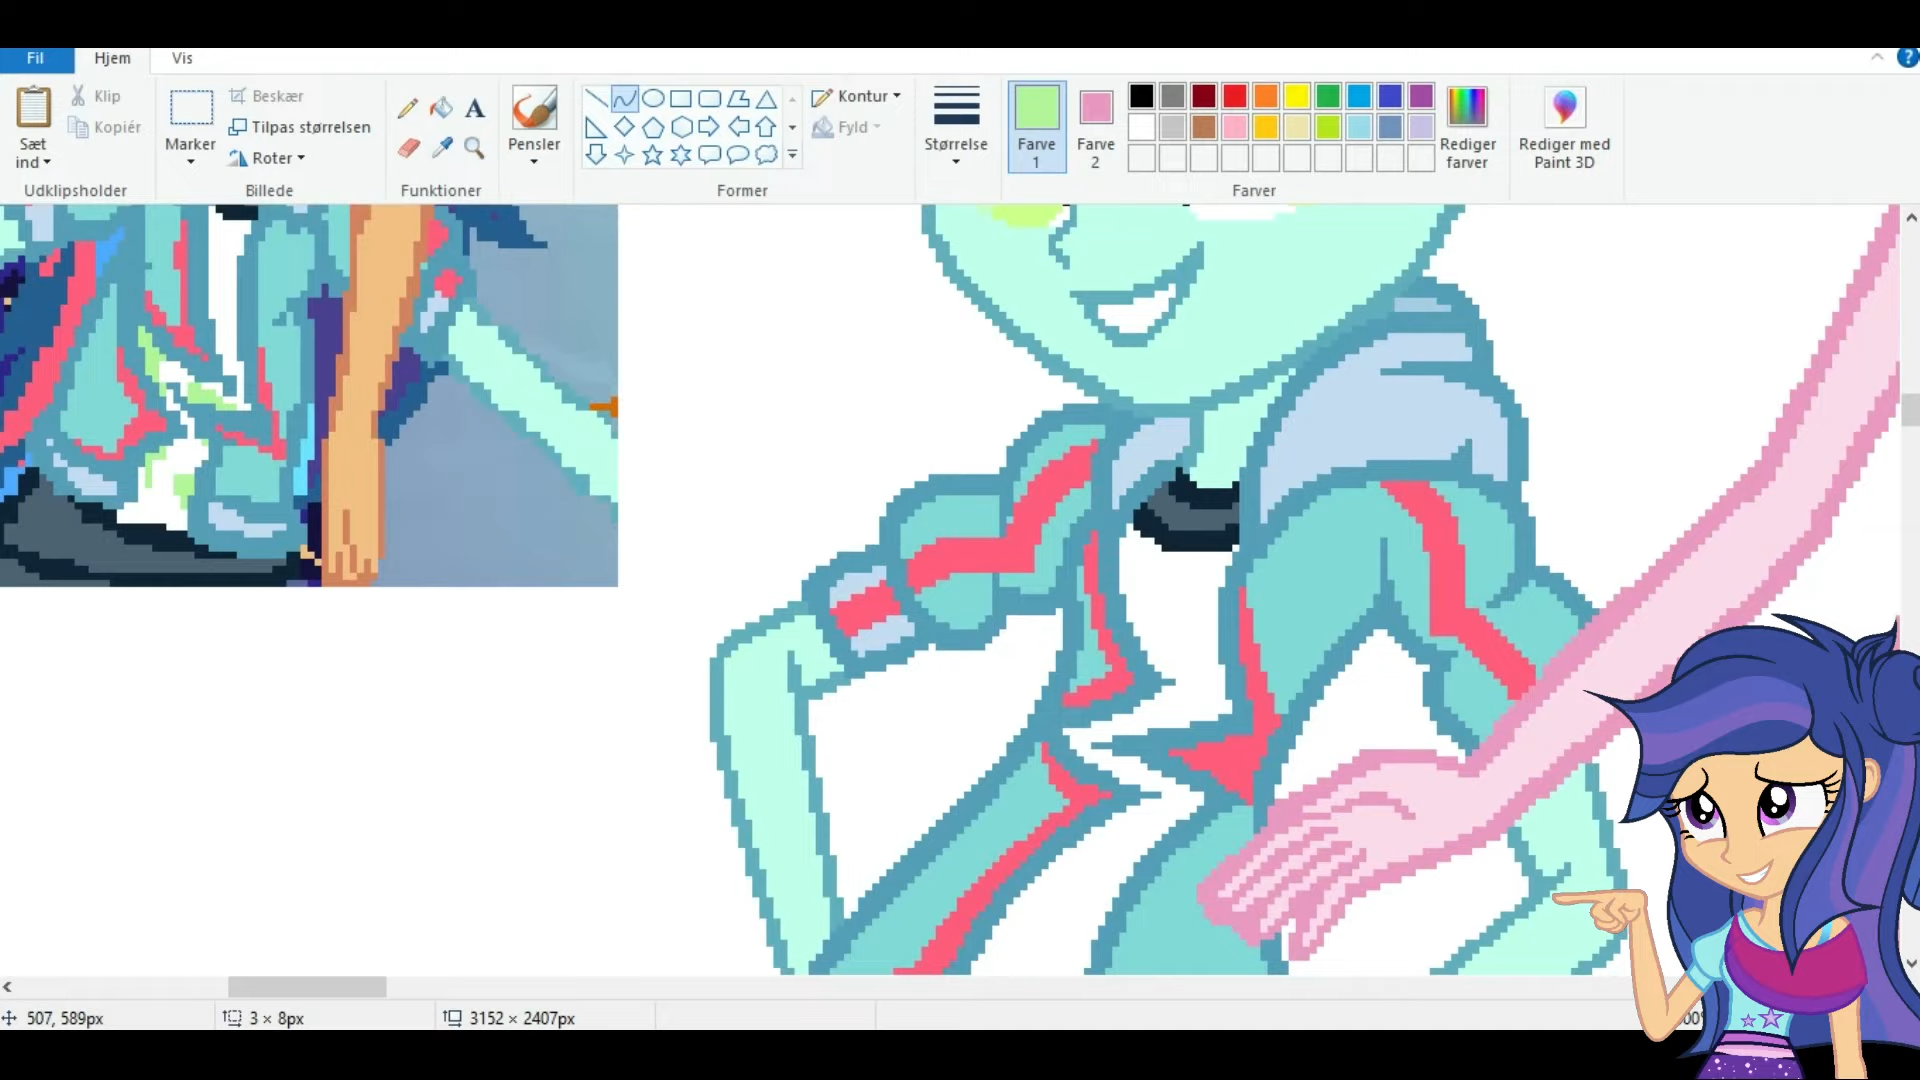 Fil Hjem Vis
Klip
Kopiér
Sæt
ind
Udklipsholder
Marker
Beskær
Tilpas størrelsen
Roter
Billede
A
Funktioner
Pensler
Kontur
Fyld
Former
Størrelse
Farve
1
Farve
2
Rediger
farver
Farver
Rediger med
Paint 3D
?
507, 589px
3 × 8px
3152 × 2407px